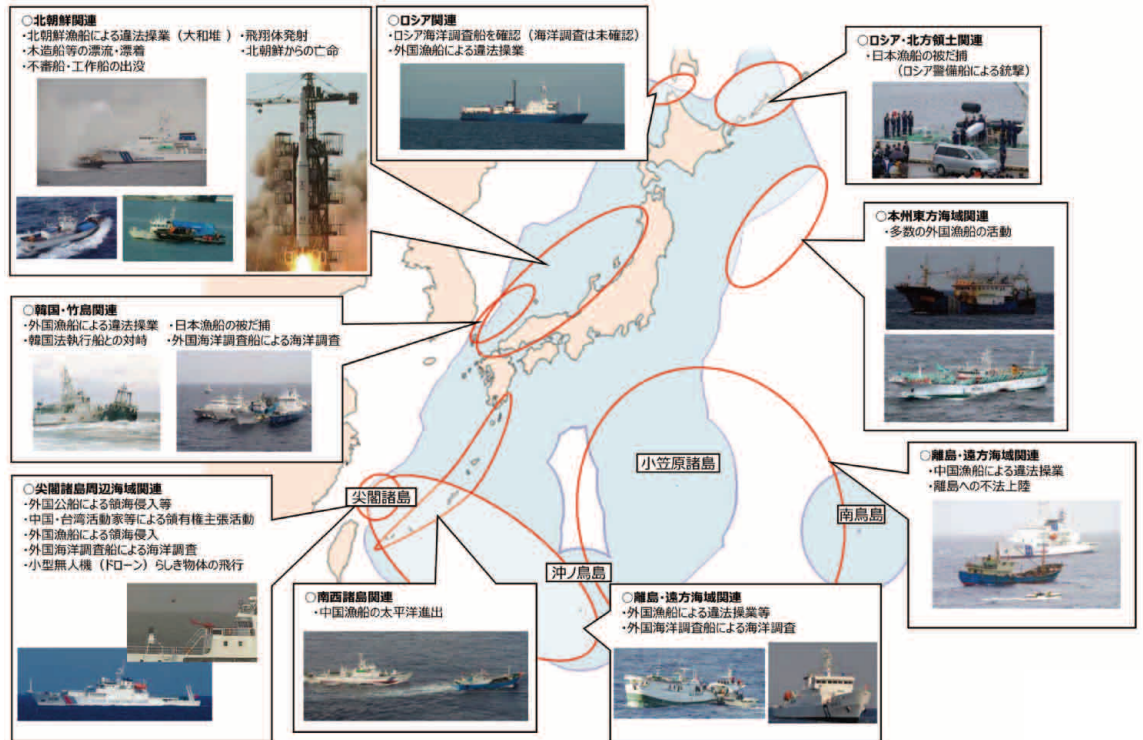 ○北朝鮮関連
・北朝鮮漁船による違法操業（大和堆 ）・飛翔体発射
・木造船等の漂流・漂着 ・北朝鮮からの亡命
・不審船・工作船の出没
○ロシア関連
・ロシア海洋調査船を確認（海洋調査は未確認）
・外国漁船による違法操業
○ロシア・北方領土関連
・日本漁船の被だ捕
（ロシア警備船による銃撃）
○本州東方海域関連
・多数の外国漁船の活動
○韓国・竹島関連
・外国漁船による違法操業 ・日本漁船の被だ捕
・韓国法執行船との対峙 ・外国海洋調査船による海洋調査
○尖閣諸島周辺海域関連
・外国公船による領海侵入等
・中国・台湾活動家等による領有権主張活動
・外国漁船による領海侵入
・外国海洋調査船による海洋調査
・小型無人機（ドローン）らしき物体の飛行
尖閣諸島
小笠原諸島
南鳥島
沖ノ鳥島
○離島・遠方海域関連
・中国漁船による違法操業
・離島への不法上陸
○南西諸島関連
・中国漁船の太平洋進出
○離島・遠方海域関連
・外国漁船による違法操業等
・外国海洋調査船による海洋調査